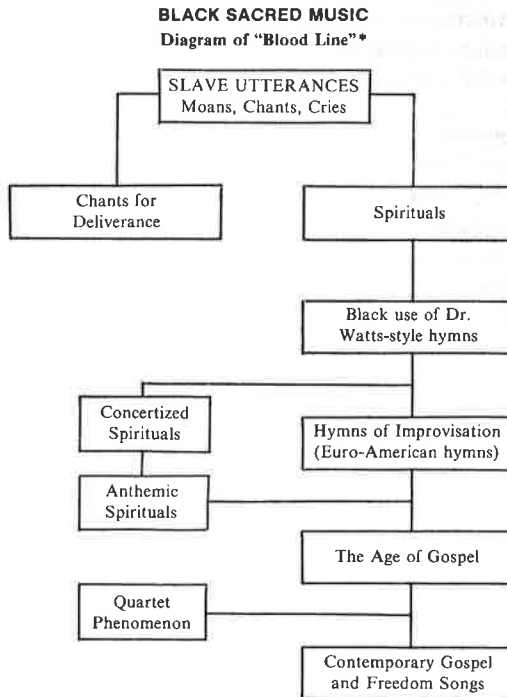 BLACK SACRED MUSIC
Diagram of "Blood Line"*
SLAVE UTTERANCES
Moans, Chants, Cries
Chants for
Deliverance
Spirituals
Black use of Dr.
Watts-style hymns
Concertized
Spirituals
Hymns of Improvisation
(Euro-American hymns)
Anthemic
Spirituals
The Age of Gospel
Quartet
Phenomenon
Contemporary Gospel
and Freedom Songs